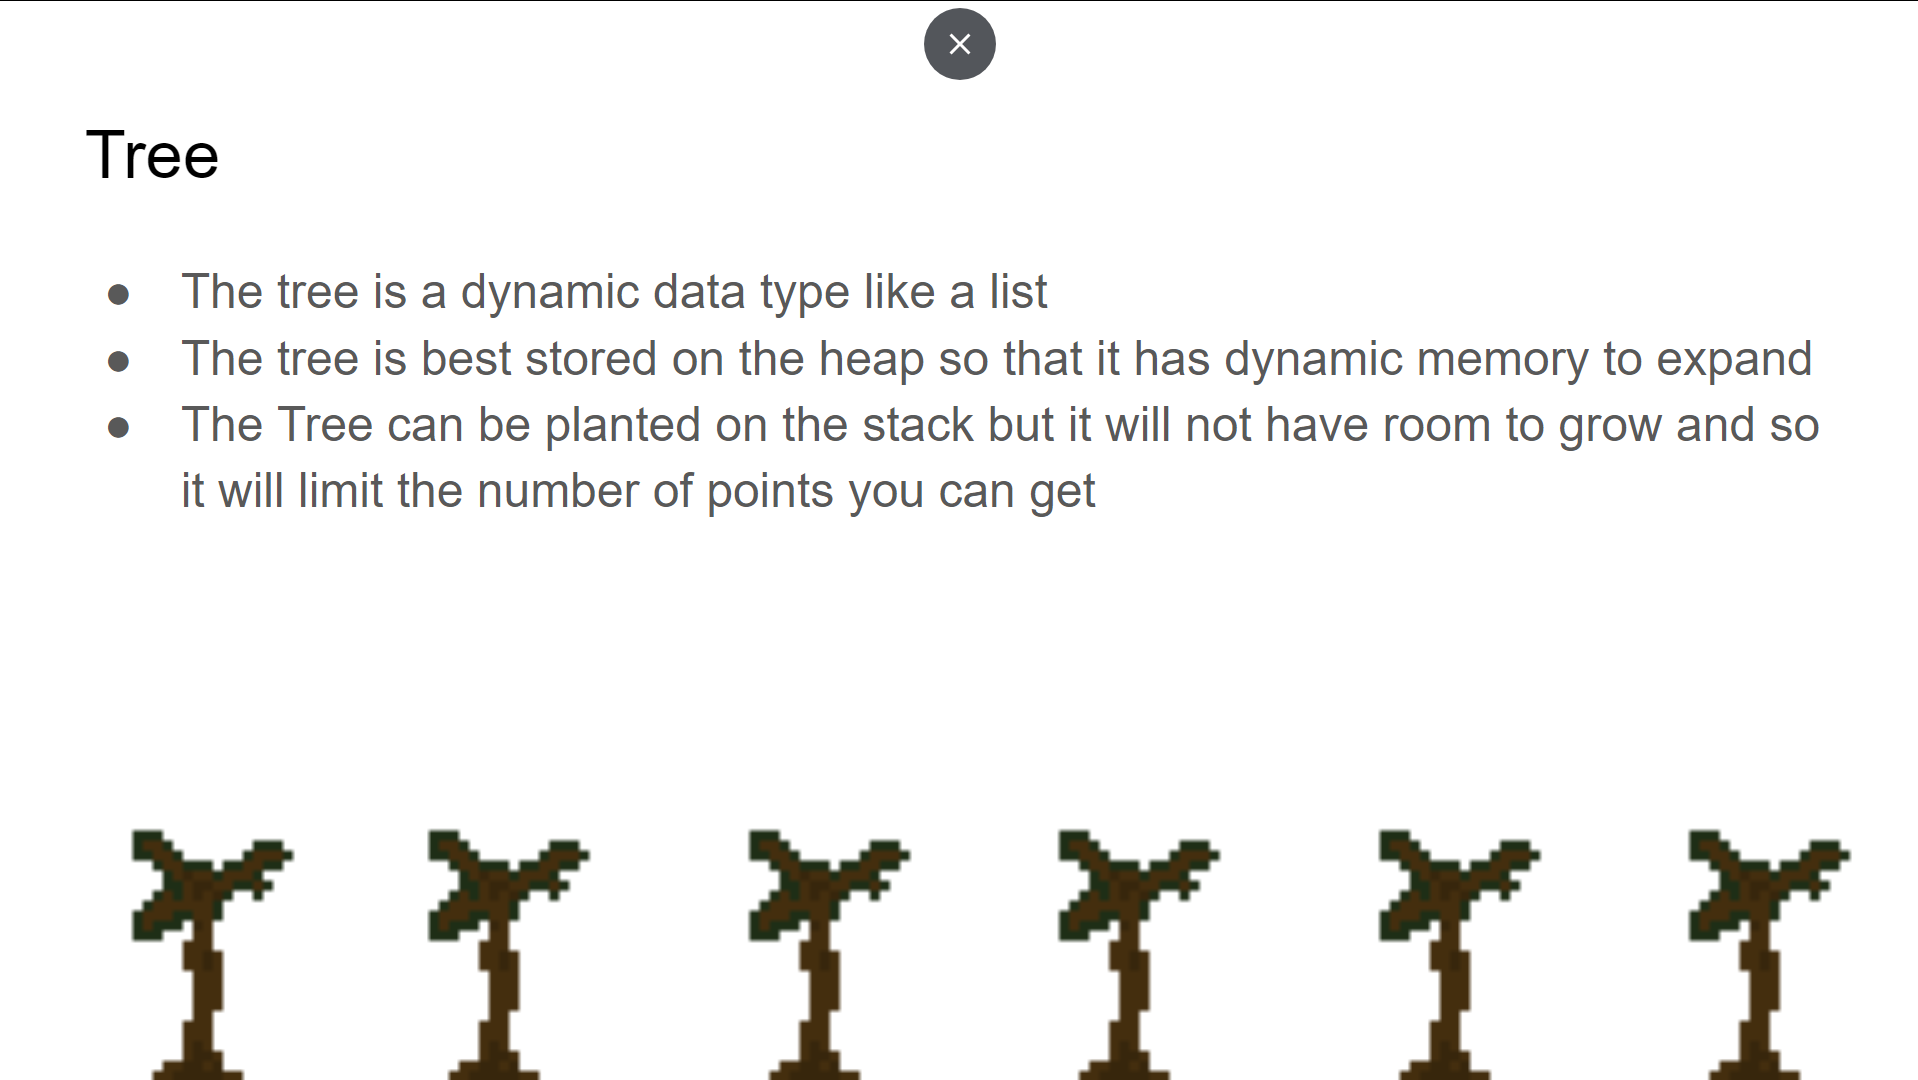 Tree
● The tree is a dynamic data type like a list
● The tree is best stored on the heap so that it has dynamic memory to expand
● The Tree can be planted on the stack but it will not have room to grow and so
it will limit the number of points you can get